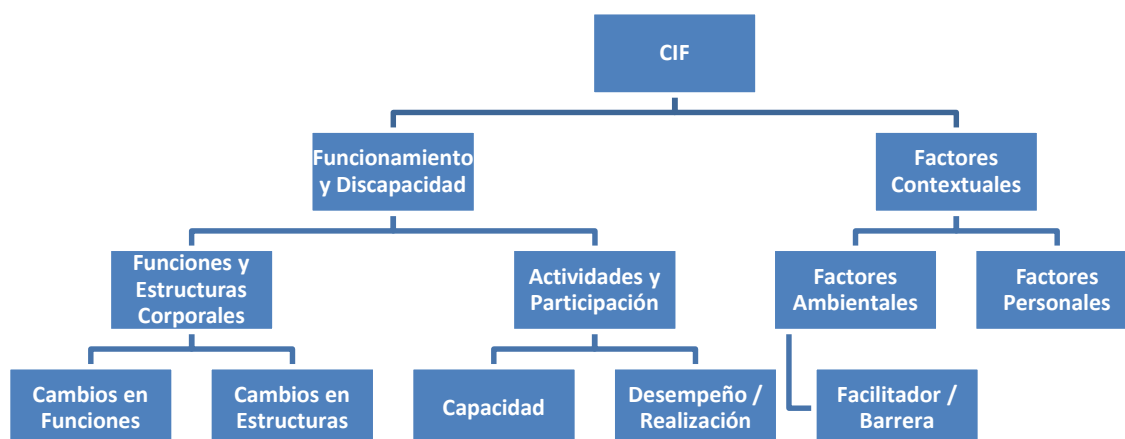 CIF
Funcionamiento
y Discapacidad
Factores
Contextuales
Funciones y
Estructuras
Corporales
Actividades y
Participación
Factores
Ambientales
Factores
Personales
Cambios en
Funciones
Cambios en
Estructuras
Capacidad
Desempeño /
Realización
Facilitador /
Barrera